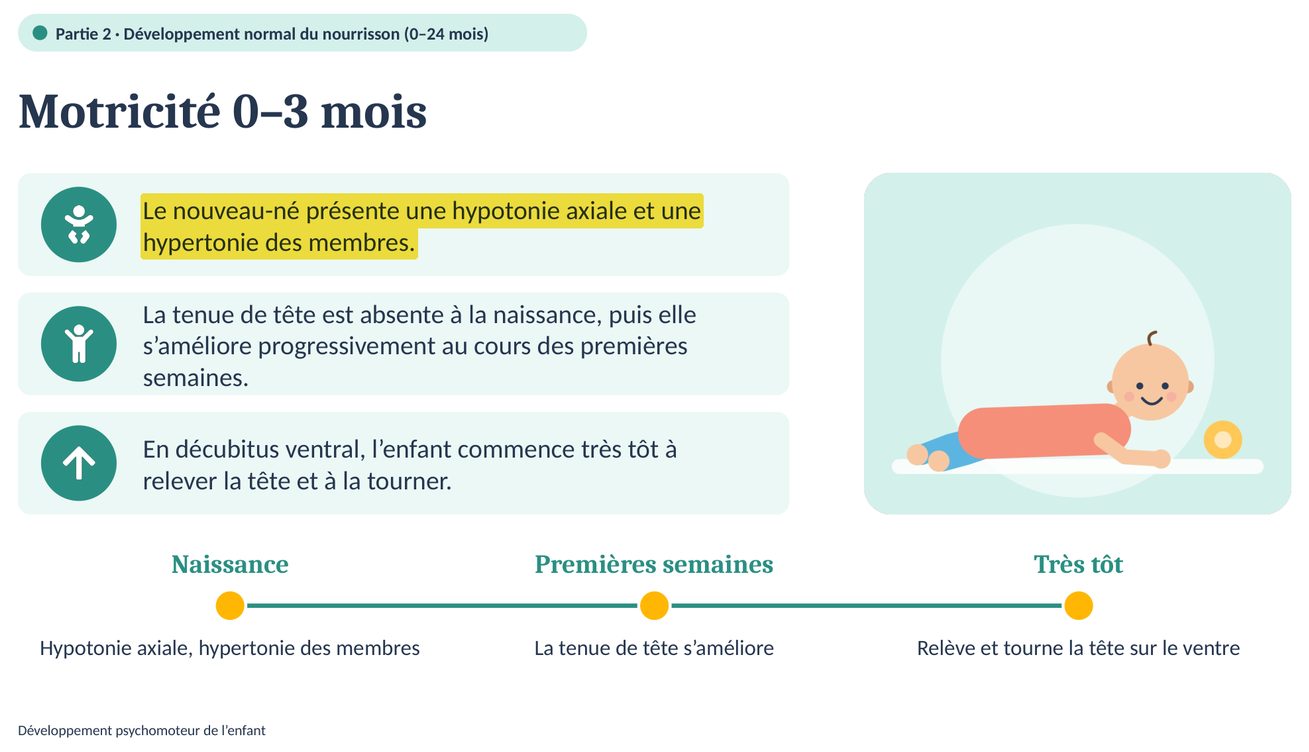 Partie 2 · Développement normal du nourrisson (0–24 mois)
Motricité 0–3 mois
Le nouveau-né présente une hypotonie axiale et une
hypertonie des membres.
La tenue de tête est absente à la naissance, puis elle
s’améliore progressivement au cours des premières
semaines.
En décubitus ventral, l’enfant commence très tôt à
relever la tête et à la tourner.
Naissance
Premières semaines
Très tôt
Hypotonie axiale, hypertonie des membres
La tenue de tête s’améliore
Relève et tourne la tête sur le ventre
Développement psychomoteur de l’enfant